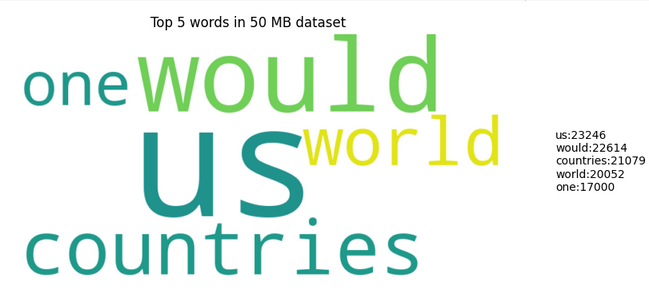 Top 5 words in 50 MB dataset
one would
us world
countries
us:23246
would:22614
countries:21079
world:20052
one:17000